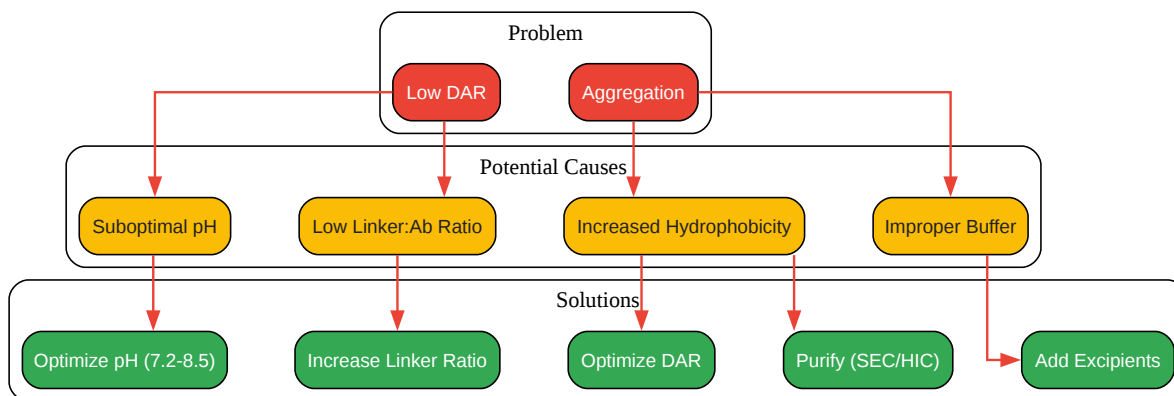 Problem
Low DAR
Aggregation
Potential Causes
Suboptimal pH
Low Linker:Ab Ratio
Increased Hydrophobicity
Improper Buffer
Solutions
Optimize pH (7.2-8.5)
Increase Linker Ratio
Optimize DAR
Purify (SEC/HIC)
Add Excipients